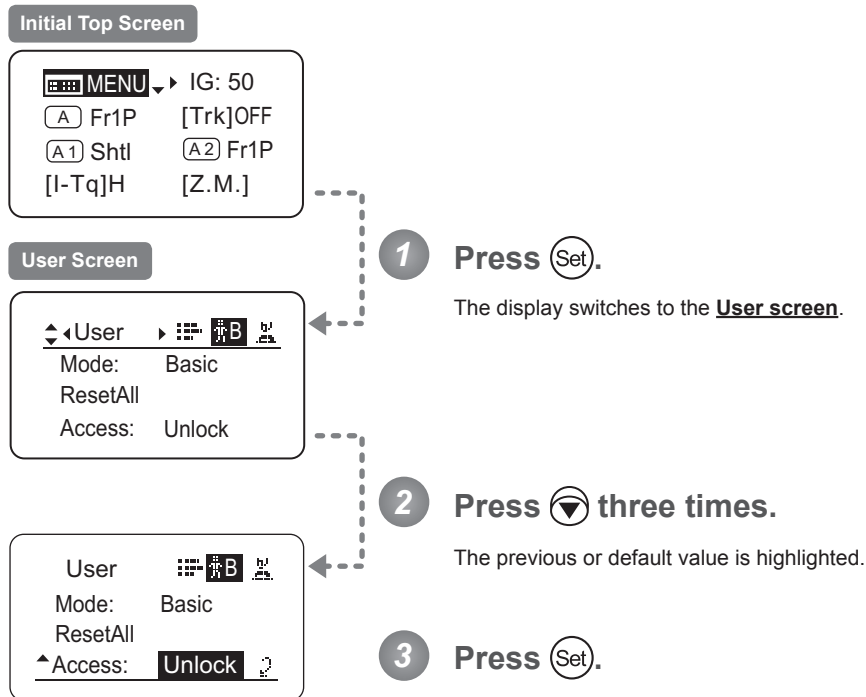 Initial Top Screen
MENU IG: 50
A Fr1P [Trk]OFF
A1 Shtl A2 Fr1P
[I-Tq]H [Z.M.]
1 Press Set.
The display switches to the User screen.
User Screen
User B
Mode: Basic
ResetAll
Access: Unlock
2 Press three times.
The previous or default value is highlighted.
User B
Mode: Basic
ResetAll
Access: Unlock
3 Press Set.